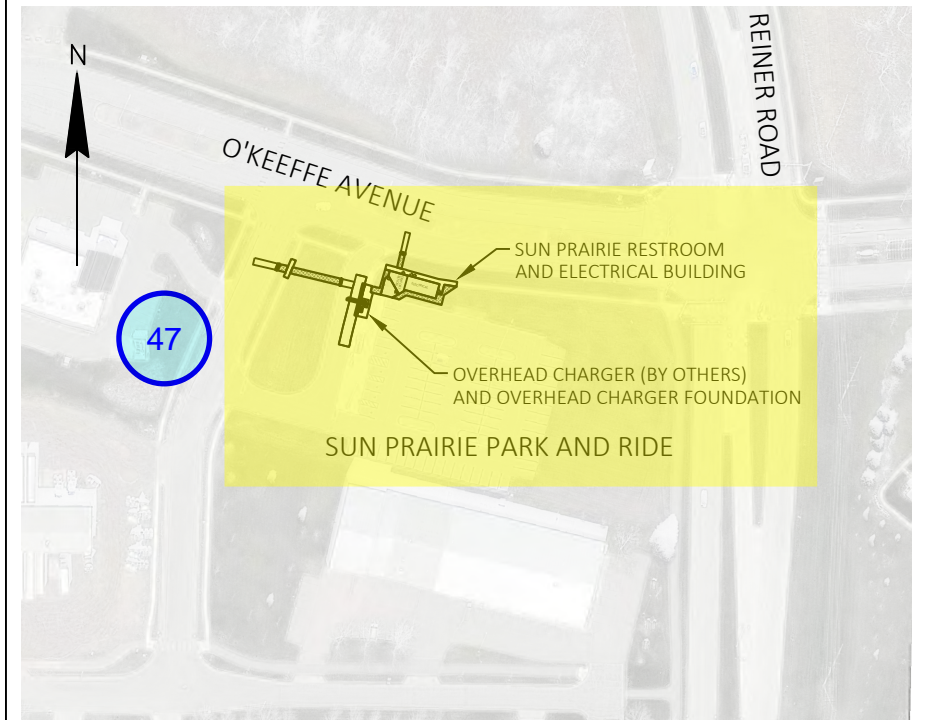 N
REINER ROAD
O'KEEFFE AVENUE
SUN PRAIRIE RESTROOM
AND ELECTRICAL BUILDING
47
OVERHEAD CHARGER (BY OTHERS)
AND OVERHEAD CHARGER FOUNDATION
SUN PRAIRIE PARK AND RIDE